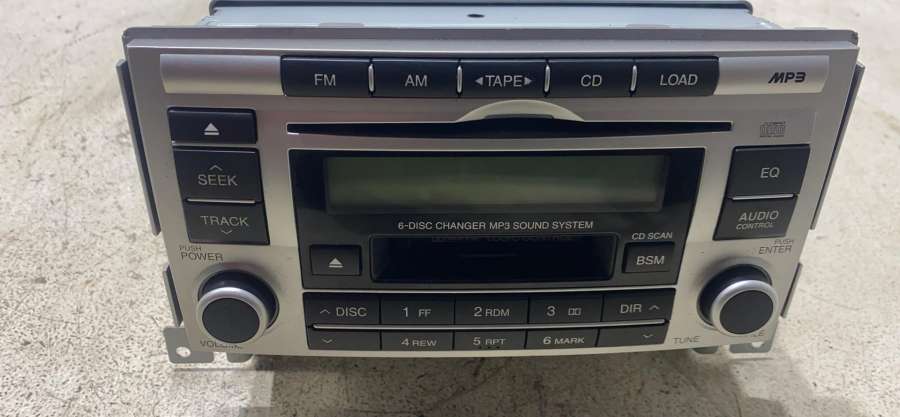 FM AM ◀TAPE▶ CD LOAD MP3
SEEK
TRACK
EQ
AUDIO
CONTROL
6-DISC CHANGER MP3 SOUND SYSTEM
CD SCAN
BSM
PUSH
POWER
PUSH
ENTER
DISC 1 FF 2 RDM 3 DIR
4 REW 5 RPT 6 MARK
TUNE